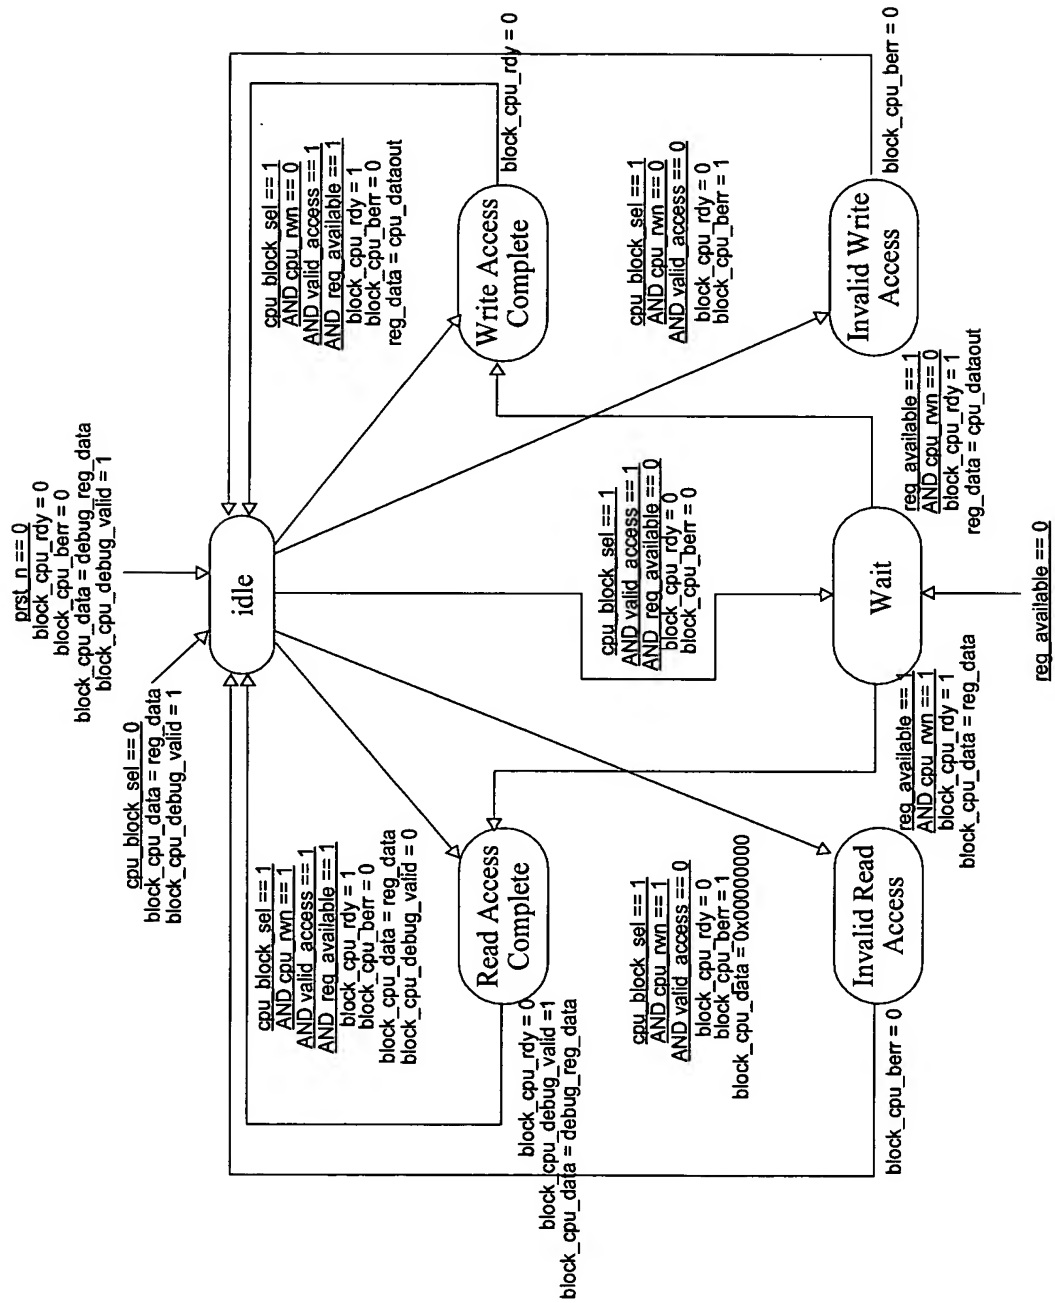 prst_n == 0
block_cpu_rdy = 0
block_cpu_berr = 0
block_cpu_data = debug_reg_data
block_cpu_debug_valid = 1
cpu_block_sel == 0
block_cpu_data = reg_data
block_cpu_debug_valid = 1
idle
cpu_block_sel == 1
AND cpu_rwn == 1
AND valid_access == 1
AND reg_available == 1
block_cpu_rdy = 1
block_cpu_berr = 0
block_cpu_data = reg_data
block_cpu_debug_valid = 0
cpu_block_sel == 1
AND cpu_rwn == 0
AND valid_access == 1
AND reg_available == 1
block_cpu_rdy = 1
block_cpu_berr = 0
reg_data = cpu_dataout
Read Access
Complete
Write Access
Complete
block_cpu_rdy = 0
block_cpu_debug_valid =1
block_cpu_data = debug_reg_data
block_cpu_rdy = 0
cpu_block_sel == 1
AND cpu_rwn == 1
AND valid_access == 0
block_cpu_rdy = 0
block_cpu_berr = 1
block_cpu_data = 0x00000000
cpu_block_sel == 1
AND valid_access == 1
AND reg_available == 0
block_cpu_rdy = 0
block_cpu_berr = 0
cpu_block_sel == 1
AND cpu_rwn == 0
AND valid_access == 0
block_cpu_rdy = 0
block_cpu_berr = 1
Invalid Read
Access
Wait
Invalid Write
Access
block_cpu_berr = 0
reg_available == 1
AND cpu_rwn == 1
block_cpu_rdy = 1
block_cpu_data = reg_data
reg_available == 1
AND cpu_rwn == 0
block_cpu_rdy = 1
reg_data = cpu_dataout
block_cpu_berr = 0
reg_available == 0